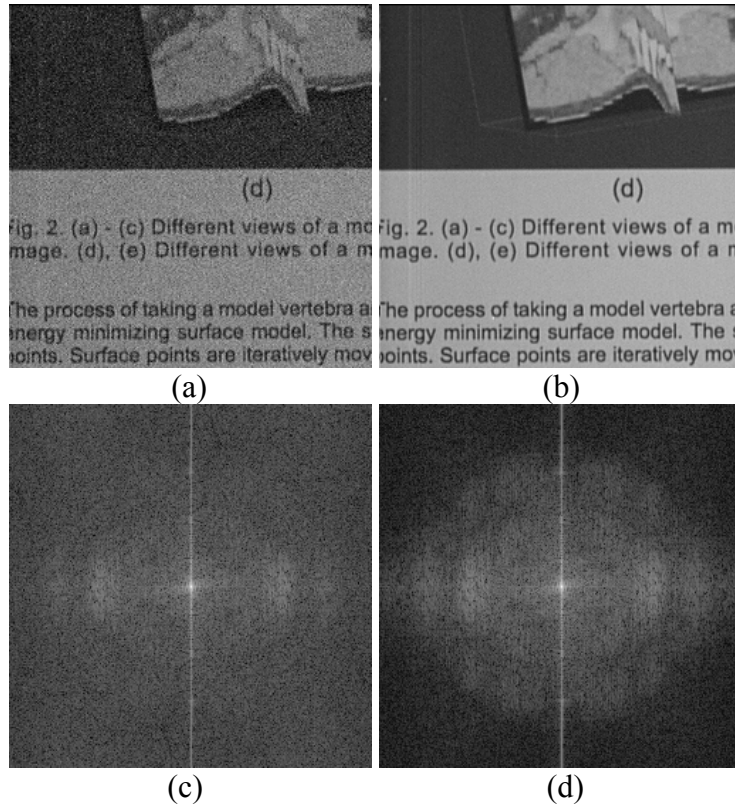 (d)
(d)
Fig. 2. (a) - (c) Different views of a mo
Fig. 2. (a) - (c) Different views of a m
mage. (d), (e) Different views of a m
mage. (d), (e) Different views of a m
The process of taking a model vertebra a
The process of taking a model vertebra a
energy minimizing surface model. The s
energy minimizing surface model. The s
points. Surface points are iteratively mov
points. Surface points are iteratively mov
(a)
(b)
(c)
(d)